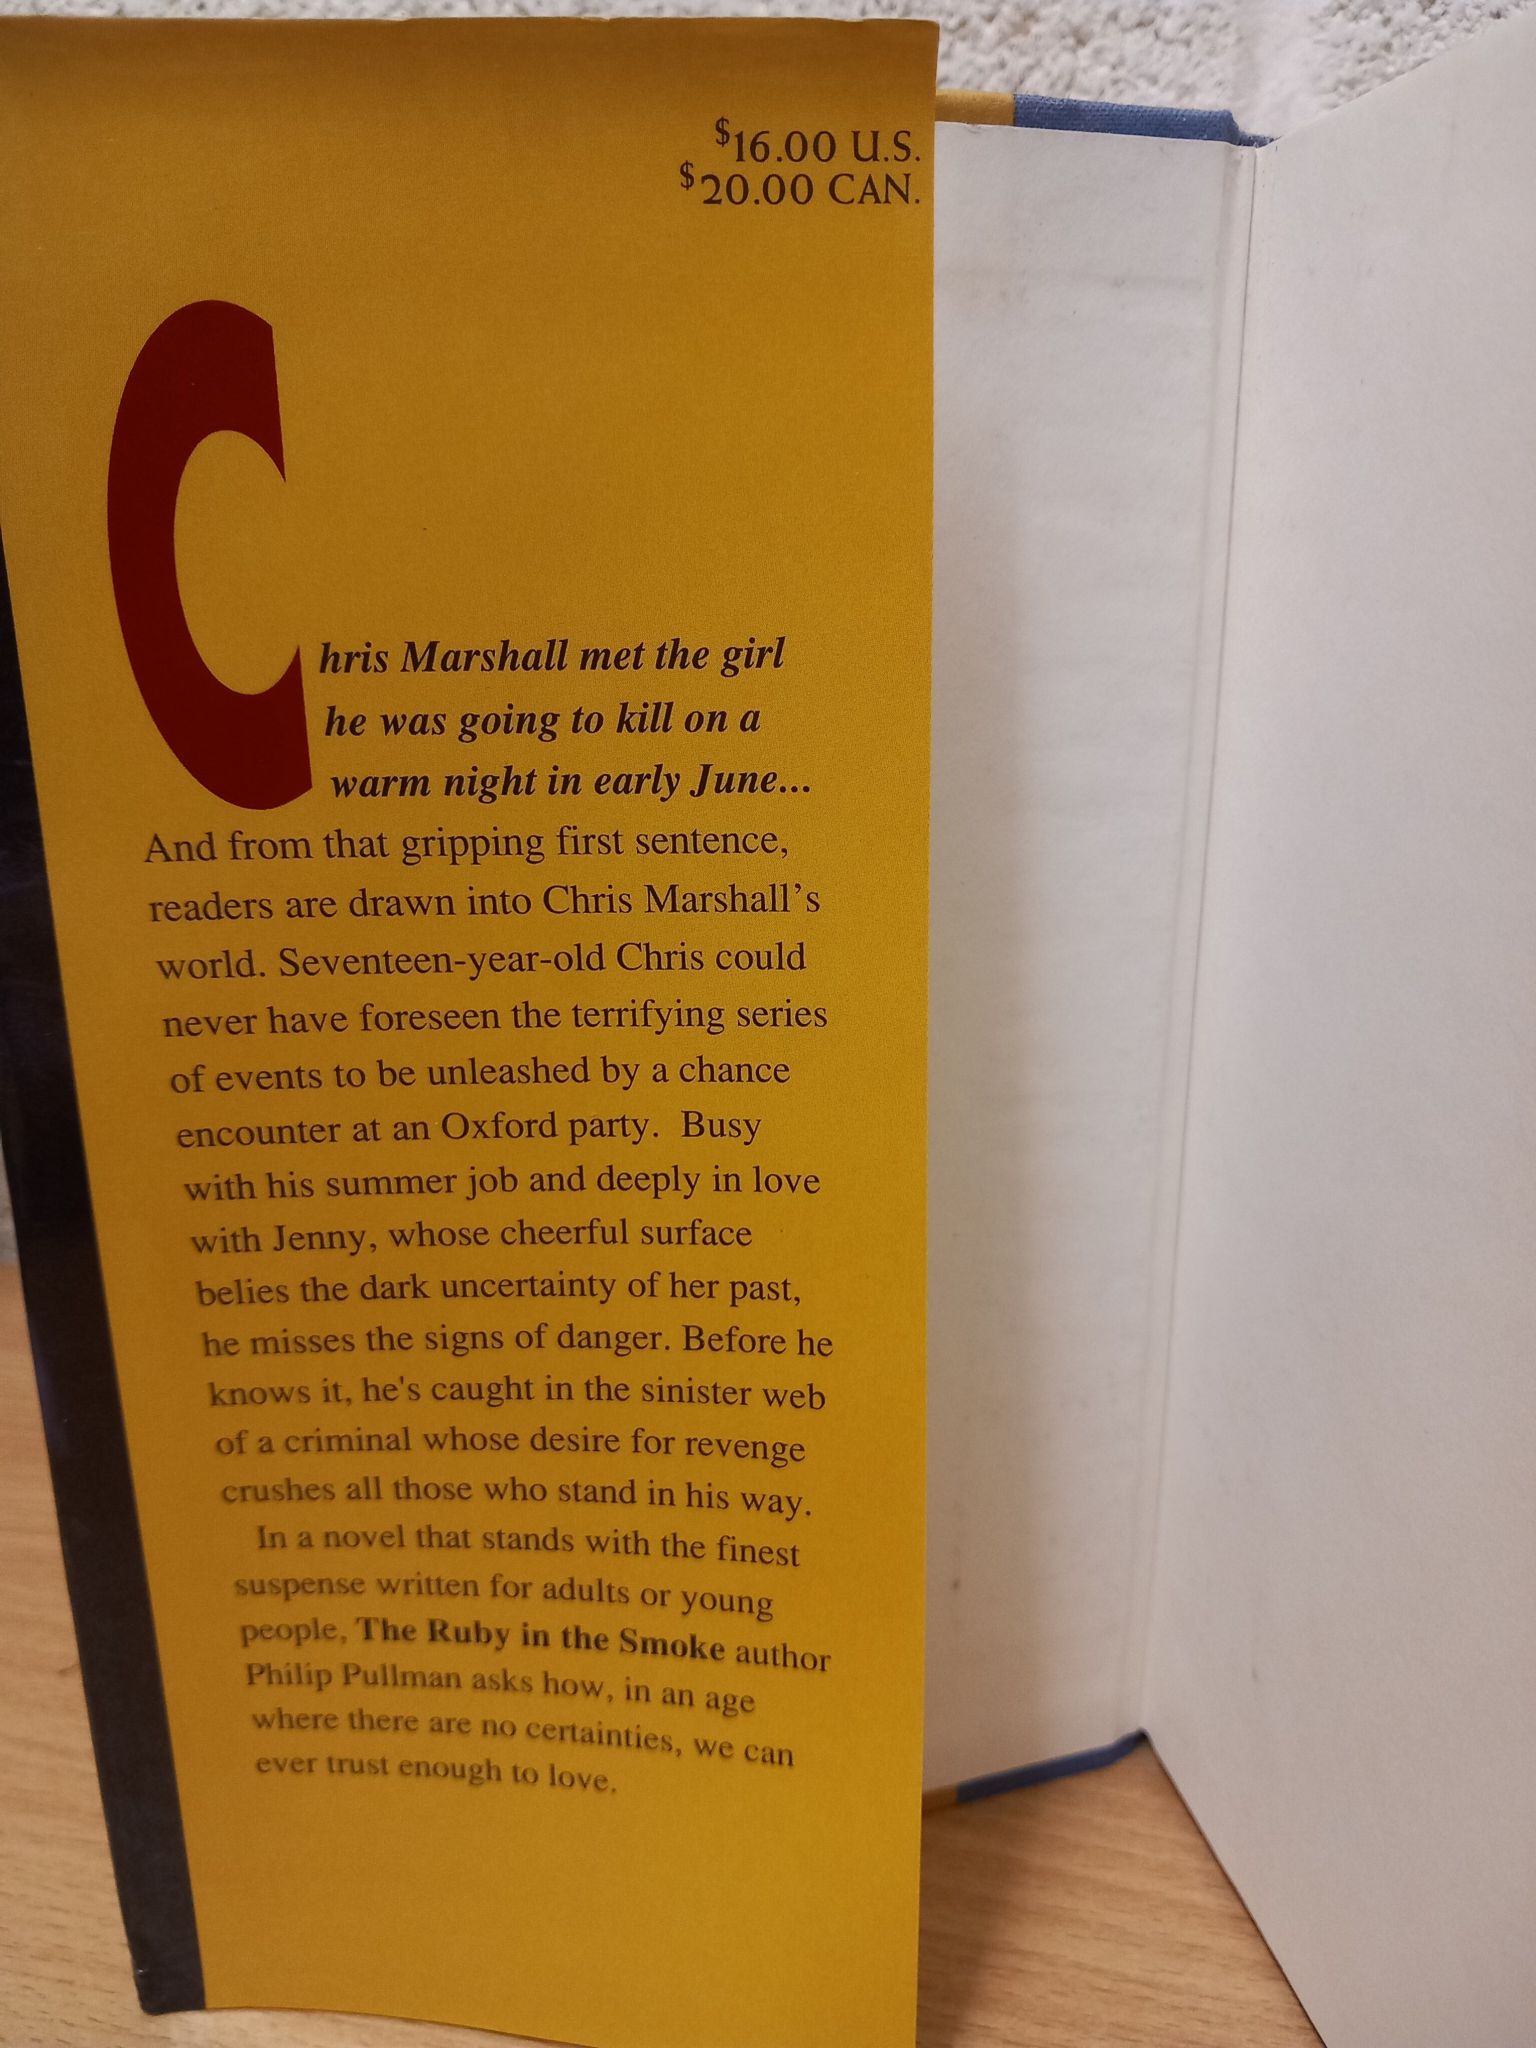 $16.00 U.S.
$20.00 CAN.
Chris Marshall met the girl
he was going to kill on a
warm night in early June...
And from that gripping first sentence,
readers are drawn into Chris Marshall's
world. Seventeen-year-old Chris could
never have foreseen the terrifying series
of events to be unleashed by a chance
encounter at an Oxford party. Busy
with his summer job and deeply in love
with Jenny, whose cheerful surface
belies the dark uncertainty of her past,
he misses the signs of danger. Before he
knows it, he's caught in the sinister web
of a criminal whose desire for revenge
crushes all those who stand in his way.
In a novel that stands with the finest
suspense written for adults or young
people, The Ruby in the Smoke author
Philip Pullman asks how, in an age
where there are no certainties, we can
ever trust enough to love.